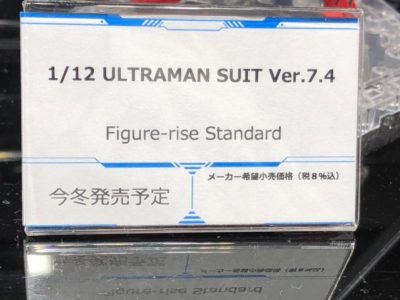 1/12 ULTRAMAN SUIT Ver.7.4
Figure-rise Standard
メーカー希望小売価格（税８％込）
今冬発売予定